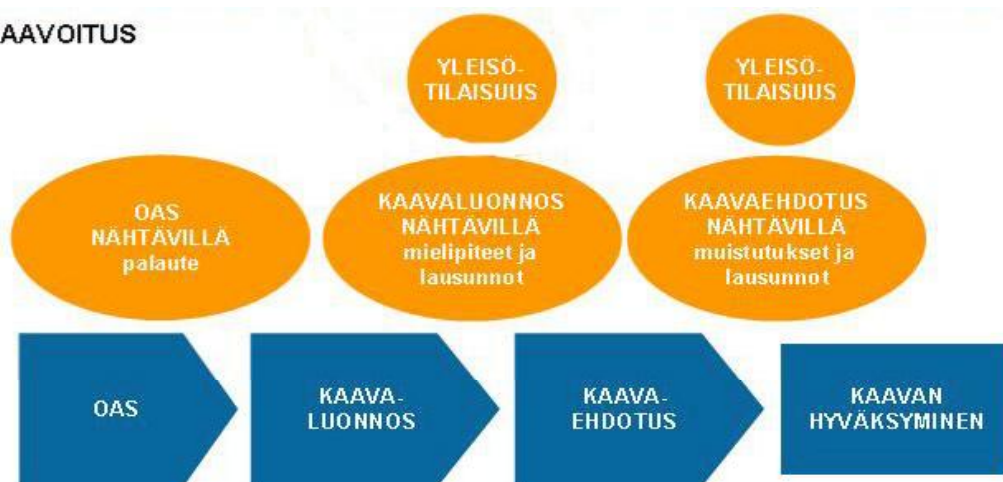 AAVOITUS
YLEISÖ-
TILAISUUS
YLEISÖ-
TILAISUUS
OAS
NÄHTÄVILLÄ
palaute
KAAVALUONNOS
NÄHTÄVILLÄ
mielipiteet ja
lausunnot
KAAVAEHDOTUS
NÄHTÄVILLÄ
muistutukset ja
lausunnot
OAS
KAAVA-
LUONNOS
KAAVA-
EHDOTUS
KAAVAN
HYVÄKSYMINEN